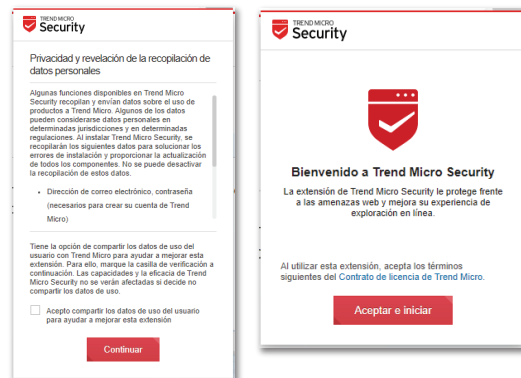 TREND MICRO
Security
Privacidad y revelación de la recopilación de
datos personales
Algunas funciones disponibles en Trend Micro
Security recopilan y envían datos sobre el uso de
productos a Trend Micro. Algunos de los datos
pueden considerarse datos personales en
determinadas jurisdicciones y en determinadas
regulaciones. Al instalar Trend Micro Security, se
recopilarán los siguientes datos para solucionar los
errores de instalación y proporcionar la actualización
de todos los componentes. No se puede desactivar
la recopilación de estos datos.
• Dirección de correo electrónico, contraseña
(necesarios para crear su cuenta de Trend
Micro)
Tiene la opción de compartir los datos de uso del
usuario con Trend Micro para ayudar a mejorar esta
extensión. Para ello, marque la casilla de verificación a
continuación. Las capacidades y la eficacia de Trend
Micro Security no se verán afectadas si decide no
compartir los datos de uso.
Acepto compartir los datos de uso del usuario
para ayudar a mejorar esta extensión
Continuar
TREND MICRO
Security
Bienvenido a Trend Micro Security
La extensión de Trend Micro Security le protege frente
a las amenazas web y mejora su experiencia de
exploración en línea.
Al utilizar esta extensión, acepta los términos
siguientes del Contrato de licencia de Trend Micro.
Aceptar e iniciar